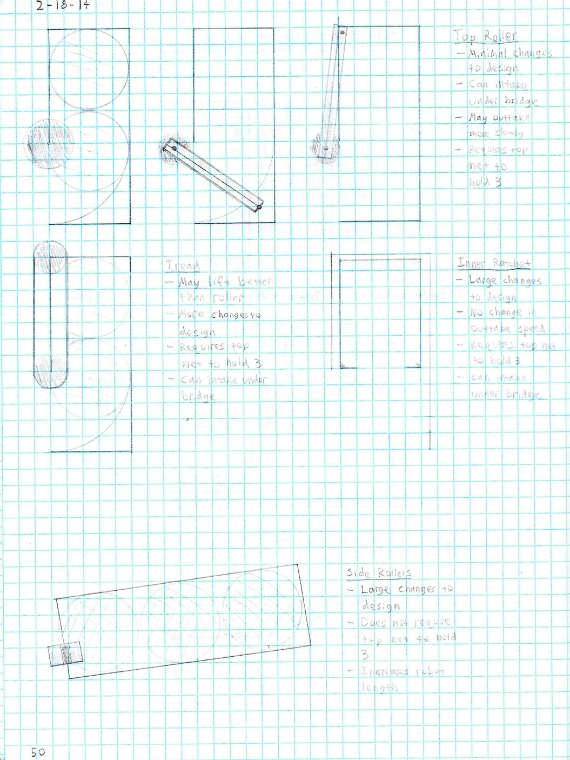 2-18-14
Top Roller
- Minimal changes
to design
- Can intake
under bridge
- May outtake
more slowly
- Requires top
net to
hold 3
Tread
- May lift better
than roller
- More changes to
design
- Requires top
net to hold 3
- Can intake under
bridge
Inner Ratchet
- Large changes
to design
- No change in
outtake speed
- Requires top net
to hold 3
- Can intake
under bridge
Side Rollers
- Large changes to
design
- Does not require
top net to hold
3
- Increases robot
length
50